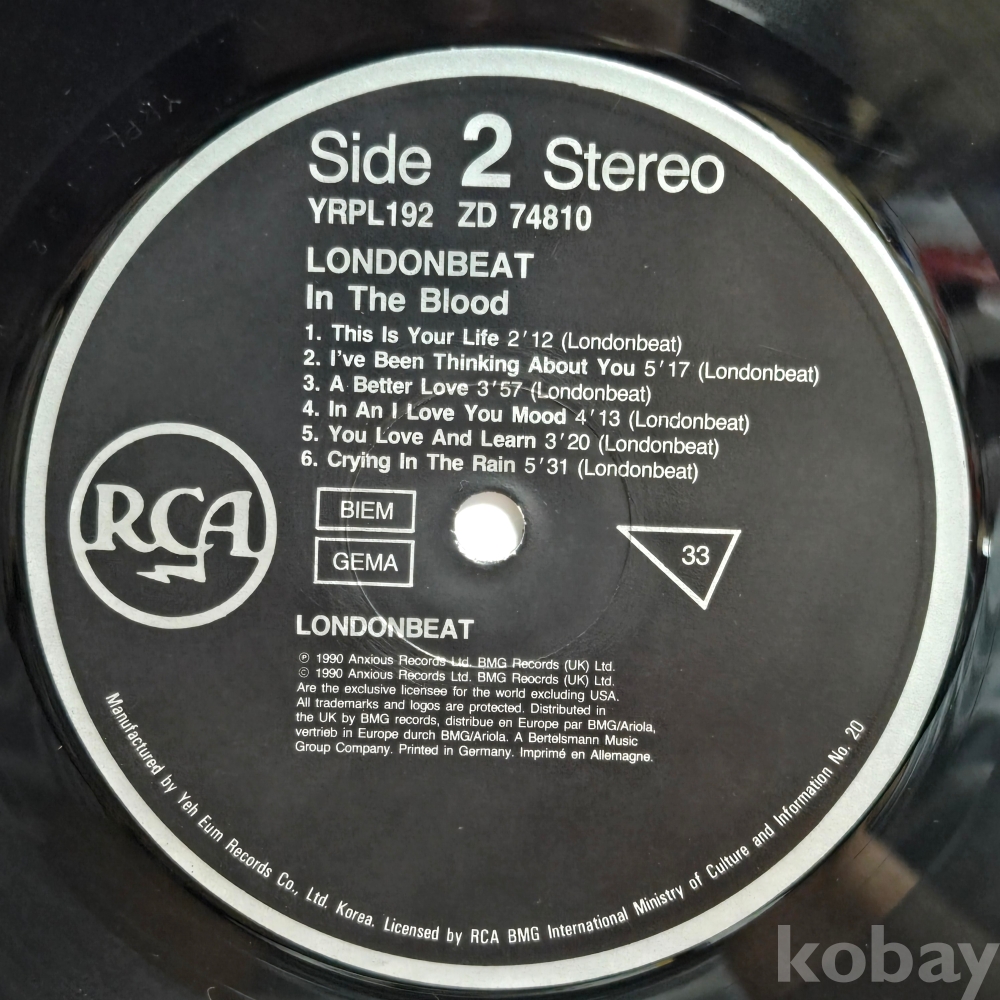 Side 2 Stereo
YRPL192 ZD 74810
LONDONBEAT
In The Blood
1. This Is Your Life 2'12 (Londonbeat)
2. I've Been Thinking About You 5'17 (Londonbeat)
3. A Better Love 3'57 (Londonbeat)
4. In An I Love You Mood 4'13 (Londonbeat)
5. You Love And Learn 3'20 (Londonbeat)
6. Crying In The Rain 5'31 (Londonbeat)
RCA
BIEM
GEMA
33
LONDONBEAT
℗ 1990 Anxious Records Ltd. BMG Records (UK) Ltd.
© 1990 Anxious Records Ltd. BMG Reocrds (UK) Ltd.
Are the exclusive licensee for the world excluding USA.
All trademarks and logos are protected. Distributed in
the UK by BMG records, distribue en Europe par BMG/Ariola,
vertrieb in Europe durch BMG/Ariola. A Bertelsmann Music
Group Company. Printed in Germany. Imprimé en Allemagne.
Manufactured by Yeh Eum Records Co., Ltd. Korea. Licensed by RCA BMG International Ministry of Culture and Information No. 20
kobay